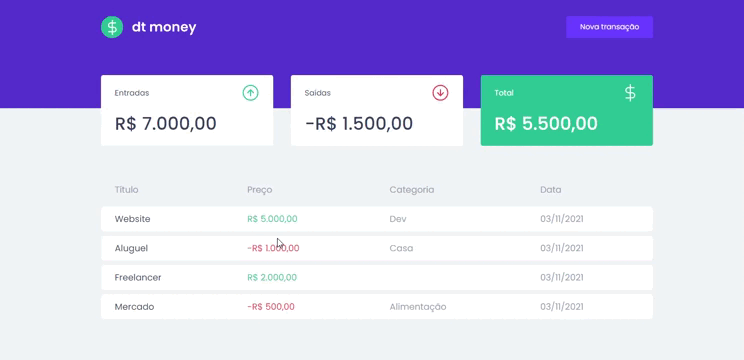 dt money
Nova transação
Entradas
R$ 7.000,00
Saídas
-R$ 1.500,00
Total
R$ 5.500,00
Título Preço Categoria Data
Website R$ 5.000,00 Dev 03/11/2021
Aluguel -R$ 1.000,00 Casa 03/11/2021
Freelancer R$ 2.000,00 03/11/2021
Mercado -R$ 500,00 Alimentação 03/11/2021